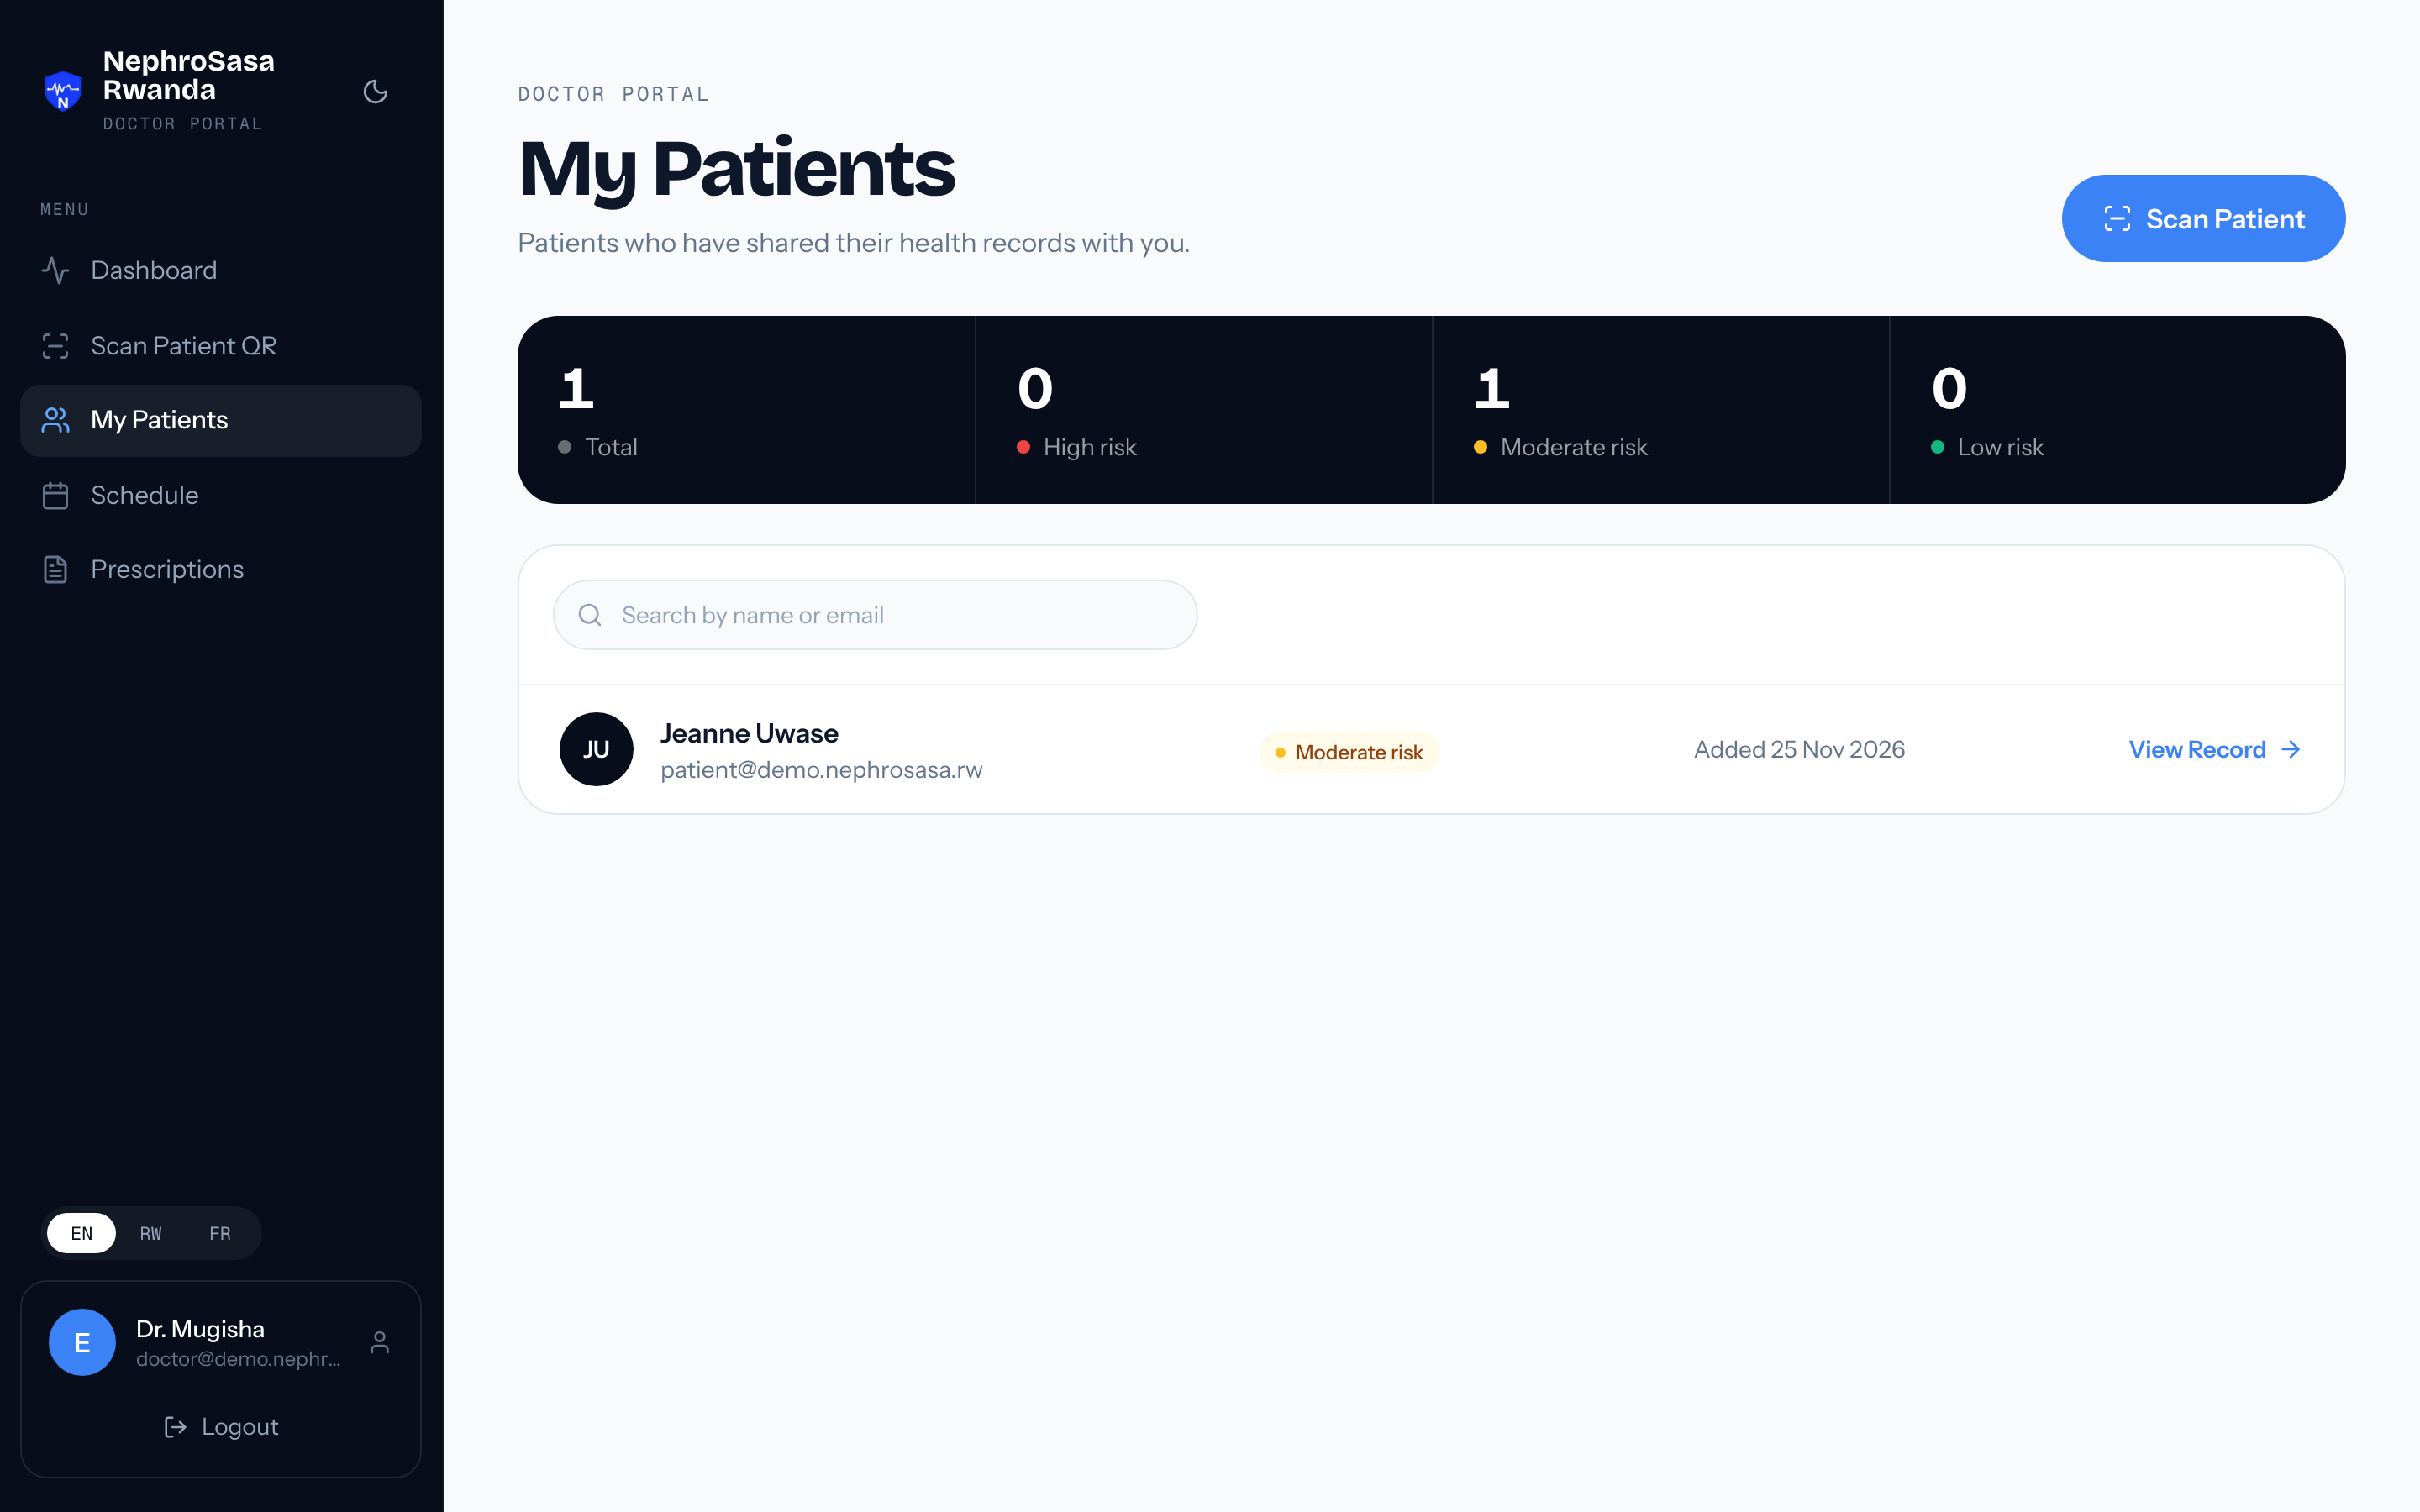 NephroSasa
Rwanda
DOCTOR PORTAL
MENU
Dashboard
Scan Patient QR
My Patients
Schedule
Prescriptions
EN RW FR
E
Dr. Mugisha
doctor@demo.nephr...
Logout
DOCTOR PORTAL
My Patients
Patients who have shared their health records with you.
Scan Patient
1
Total
0
High risk
1
Moderate risk
0
Low risk
Search by name or email
JU
Jeanne Uwase
patient@demo.nephrosasa.rw
Moderate risk
Added 25 Nov 2026
View Record